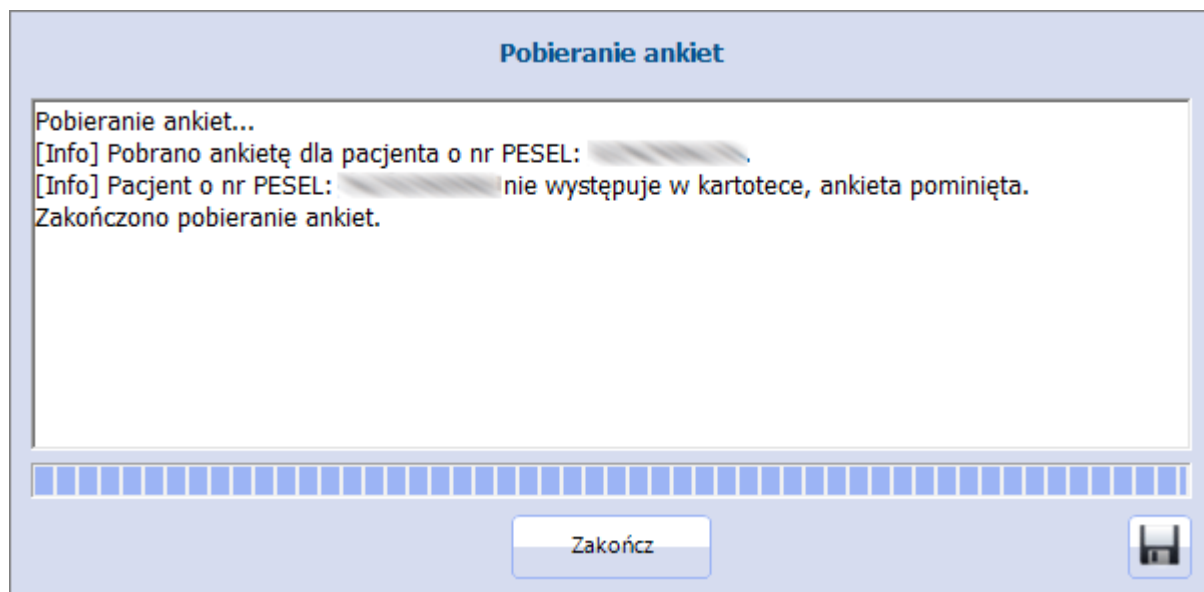 Pobieranie ankiet
Pobieranie ankiet...
[Info] Pobrano ankietę dla pacjenta o nr PESEL: .
[Info] Pacjent o nr PESEL: nie występuje w kartotece, ankieta pominięta.
Zakończono pobieranie ankiet.
Zakończ